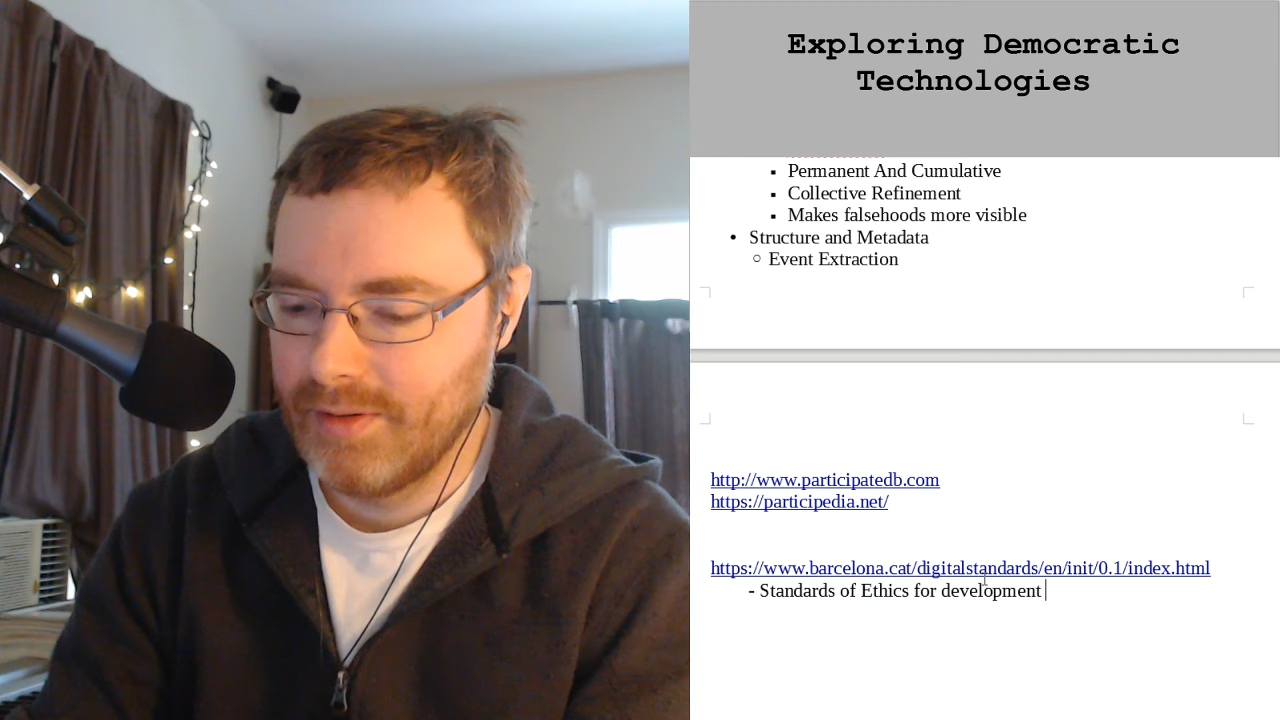 Exploring Democratic
Technologies
▪ Permanent And Cumulative
▪ Collective Refinement
▪ Makes falsehoods more visible
• Structure and Metadata
○ Event Extraction
http://www.participatedb.com
https://participedia.net/
https://www.barcelona.cat/digitalstandards/en/init/0.1/index.html
- Standards of Ethics for development